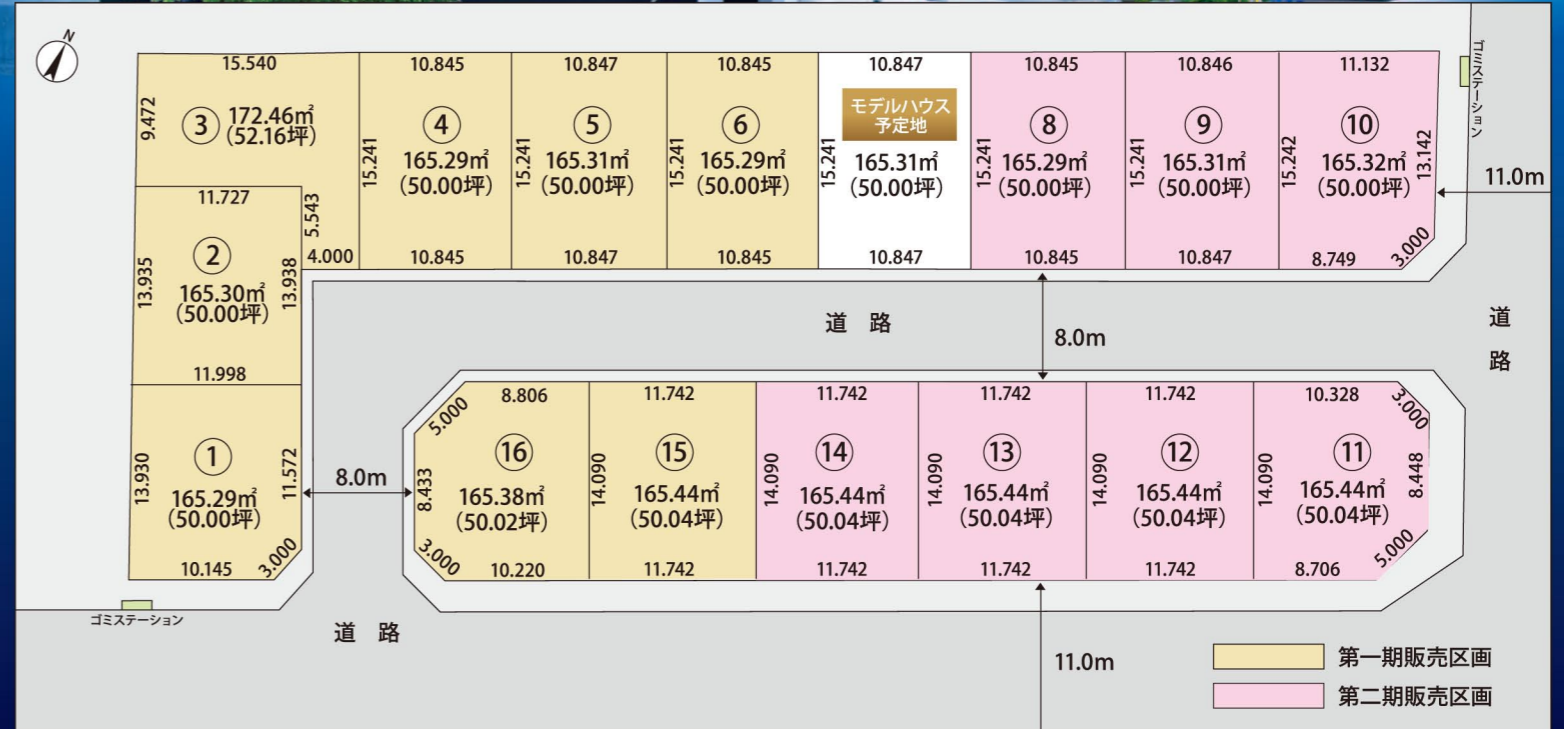 N
15.540
9.472
③ 172.46㎡
(52.16坪)
5.543
4.000
10.845
④
165.29㎡
(50.00坪)
15.241
10.845
10.847
⑤
165.31㎡
(50.00坪)
15.241
10.847
10.845
⑥
165.29㎡
(50.00坪)
15.241
10.845
10.847
モデルハウス
予定地
165.31㎡
(50.00坪)
15.241
10.847
10.845
⑧
165.29㎡
(50.00坪)
15.241
10.845
10.846
⑨
165.31㎡
(50.00坪)
15.241
10.847
11.132
⑩
165.32㎡
(50.00坪)
15.242
13.142
8.749
3.000
ゴミステーション
11.0m
11.727
②
165.30㎡
(50.00坪)
13.935
13.938
11.998
①
165.29㎡
(50.00坪)
13.930
11.572
10.145
3.000
ゴミステーション
道 路
8.0m
道
路
8.0m
8.806
5.000
⑯
165.38㎡
(50.02坪)
8.433
3.000
10.220
11.742
⑮
165.44㎡
(50.04坪)
14.090
11.742
11.742
⑭
165.44㎡
(50.04坪)
14.090
11.742
11.742
⑬
165.44㎡
(50.04坪)
14.090
11.742
11.742
⑫
165.44㎡
(50.04坪)
14.090
11.742
10.328
3.000
⑪
165.44㎡
(50.04坪)
14.090
8.448
8.706
5.000
道 路
11.0m
第一期販売区画
第二期販売区画